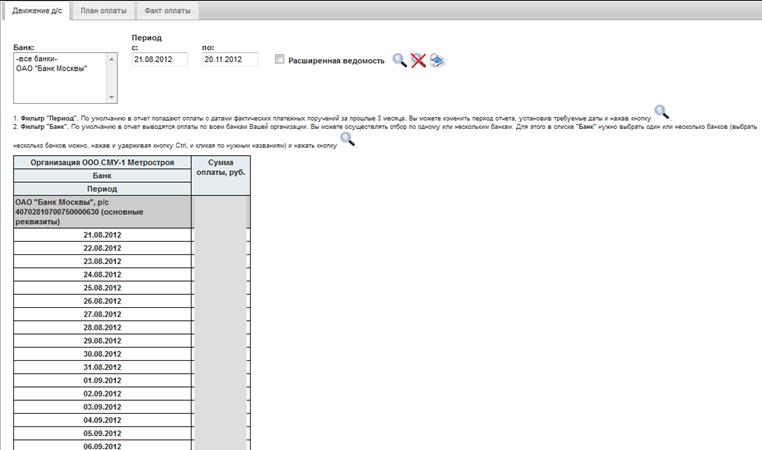 Движение д/с План оплаты Факт оплаты
Период
Банк: с: по:
-все банки-
ОАО "Банк Москвы"
21.08.2012 20.11.2012 Расширенная ведомость
1. Фильтр "Период". По умолчанию в отчет попадают оплаты с датами фактических платежных поручений за прошлые 3 месяца. Вы можете изменить период отчета, установив требуемые даты и нажав кнопку
2. Фильтр "Банк". По умолчанию в отчет выводятся оплаты по всем банкам Вашей организации. Вы можете осуществлять отбор по одному или нескольким банкам. Для этого в списке "Банк" нужно выбрать один или несколько банков (выбрать
несколько банков можно, нажав и удерживая кнопку Ctrl, и кликая по нужным названиям) и нажать кнопку .
Организация ООО СМУ-1 Метрострой Сумма
оплаты, руб.
Банк
Период
ОАО "Банк Москвы", р/с
40702810700750000630 (основные
реквизиты)
21.08.2012
22.08.2012
23.08.2012
24.08.2012
25.08.2012
26.08.2012
27.08.2012
28.08.2012
29.08.2012
30.08.2012
31.08.2012
01.09.2012
02.09.2012
03.09.2012
04.09.2012
05.09.2012
06.09.2012